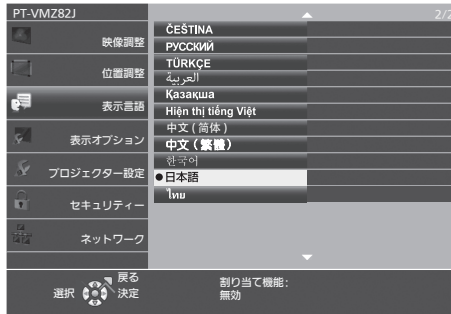 PT-VMZ82J
2/2
映像調整
位置調整
表示言語
表示オプション
プロジェクター設定
セキュリティー
ネットワーク
ČEŠTINA
РУССКИЙ
TÜRKÇE
العربية
Қазақша
Hiện thị tiếng Việt
中文 (简体)
中文 (繁體)
한국어
●日本語
ไทย
選択
戻る
決定
割り当て機能:
無効